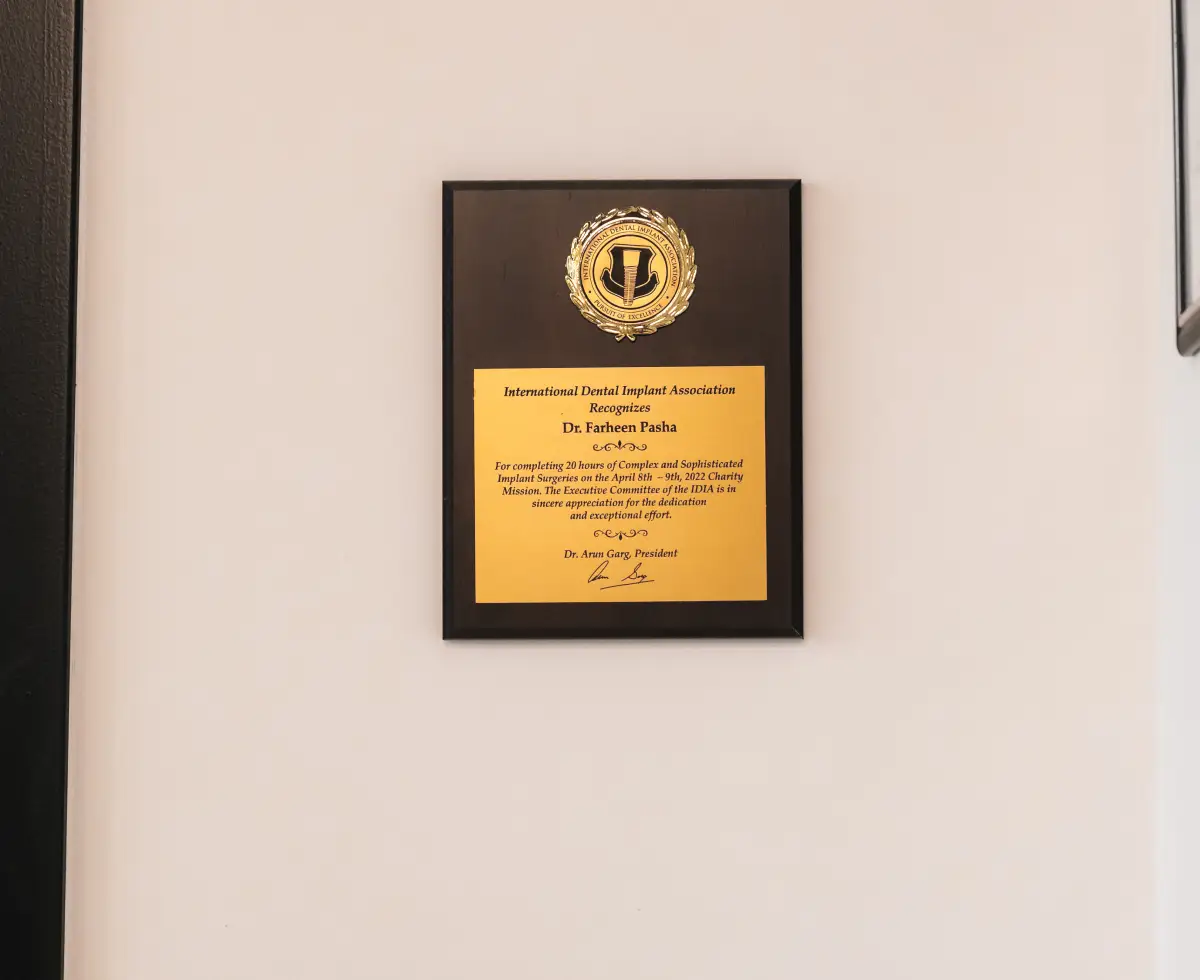 INTERNATIONAL DENTAL IMPLANT ASSOCIATION
PURSUIT OF EXCELLENCE
International Dental Implant Association
Recognizes
Dr. Farheen Pasha
For completing 20 hours of Complex and Sophisticated
Implant Surgeries on the April 8th – 9th, 2022 Charity
Mission. The Executive Committee of the IDIA is in
sincere appreciation for the dedication
and exceptional effort.
Dr. Arun Garg, President